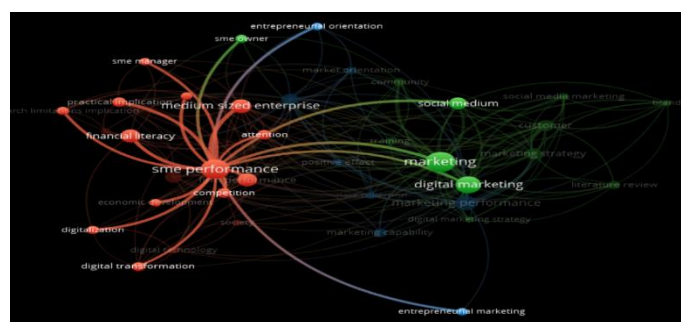 entrepreneurial orientation
sme owner
sme manager
market orientation
community
practical implication
medium sized enterprise
social medium
social media marketing
brand
financial literacy
attention
training
customer
sme performance
positive effect
marketing
marketing strategy
digital marketing
literature review
competition
economic development
marketing performance
digital marketing strategy
digitalization
society
marketing capability
digital technology
digital transformation
entrepreneurial marketing